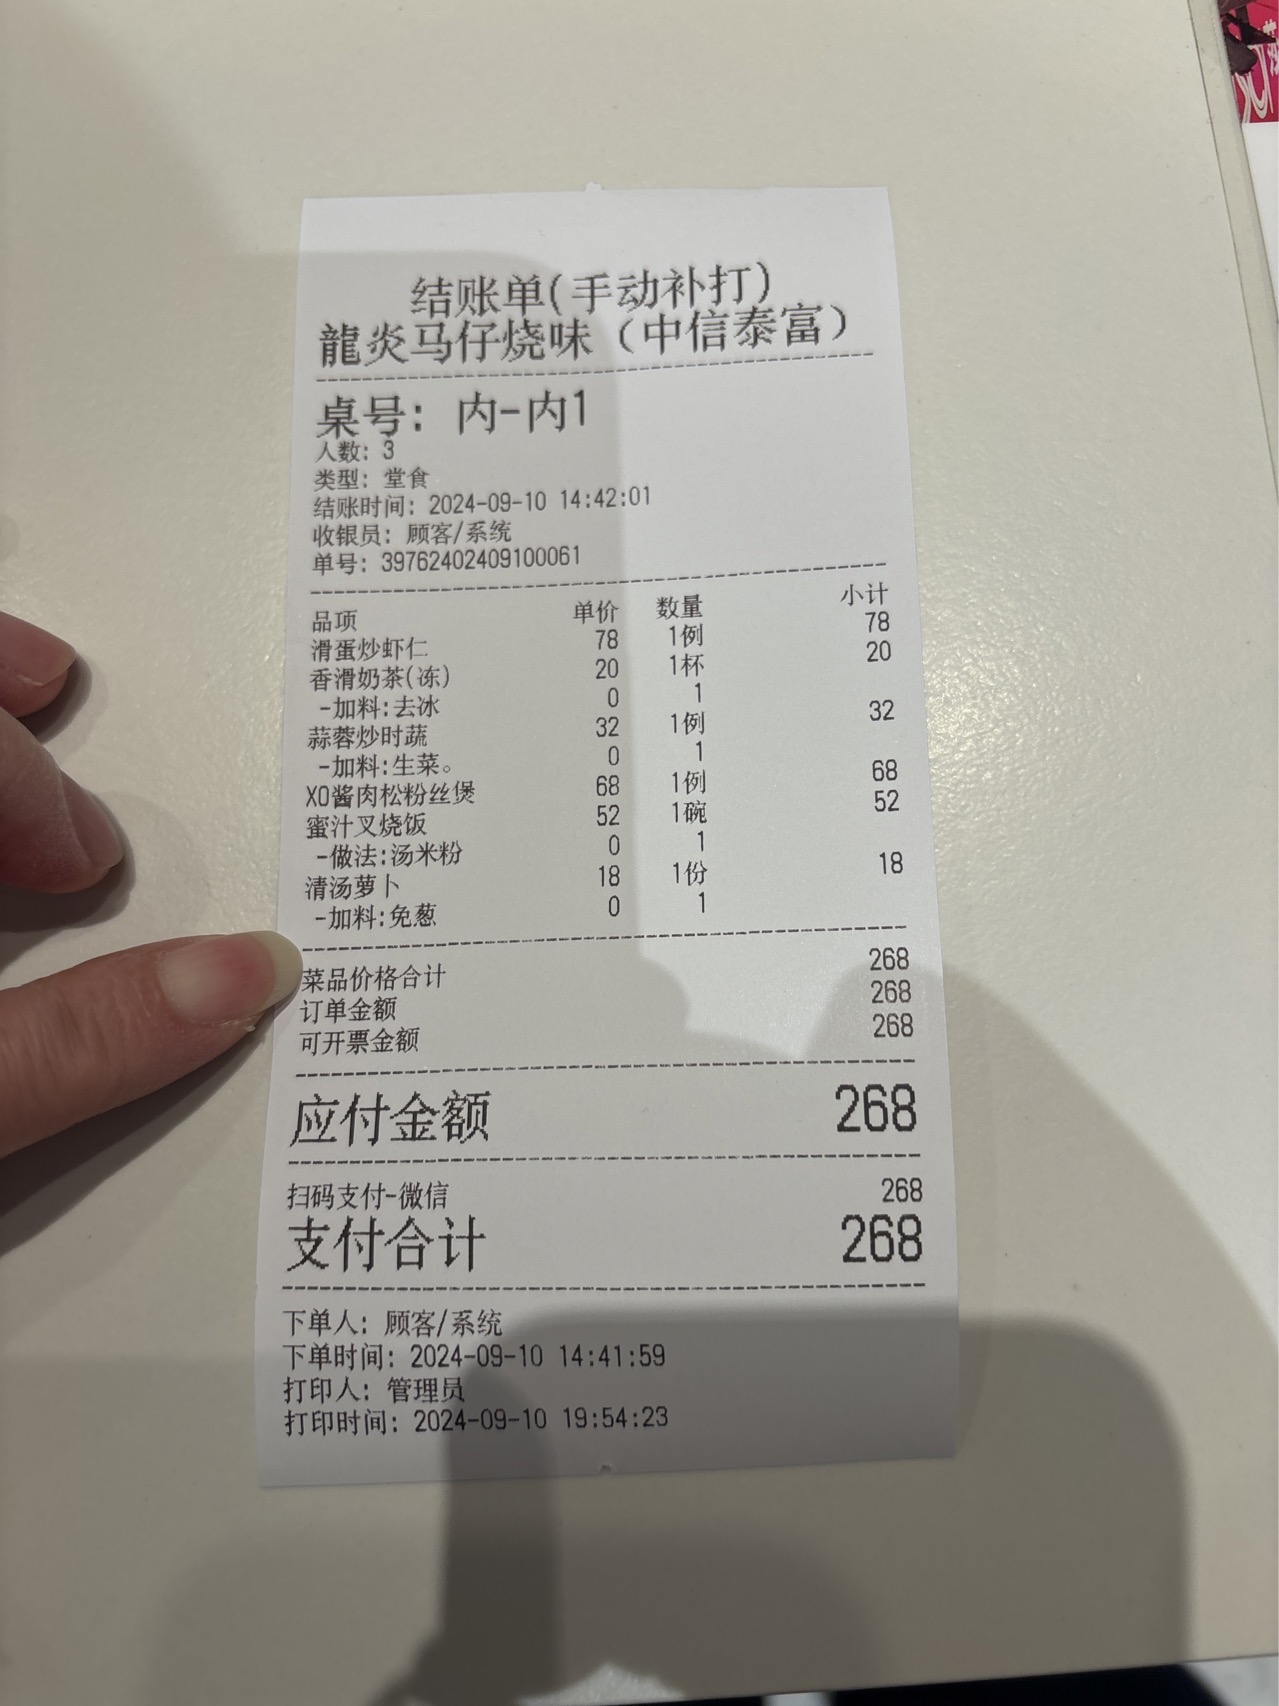 结账单(手动补打)
龍炎马仔烧味（中信泰富）
桌号: 内-内1
人数: 3
类型: 堂食
结账时间: 2024-09-10 14:42:01
收银员: 顾客/系统
单号: 39762402409100061
品项 单价 数量 小计
滑蛋炒虾仁 78 1例 78
香滑奶茶(冻) 20 1杯 20
-加料:去冰 0 1
蒜蓉炒时蔬 32 1例 32
-加料:生菜。 0 1
XO酱肉松粉丝煲 68 1例 68
蜜汁叉烧饭 52 1碗 52
-做法:汤米粉 0 1
清汤萝卜 18 1份 18
-加料:免葱 0 1
菜品价格合计 268
订单金额 268
可开票金额 268
应付金额 268
扫码支付-微信 268
支付合计 268
下单人: 顾客/系统
下单时间: 2024-09-10 14:41:59
打印人: 管理员
打印时间: 2024-09-10 19:54:23